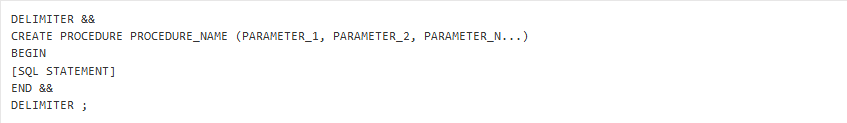 DELIMITER &&
CREATE PROCEDURE PROCEDURE_NAME (PARAMETER_1, PARAMETER_2, PARAMETER_N...)
BEGIN
[SQL STATEMENT]
END &&
DELIMITER ;